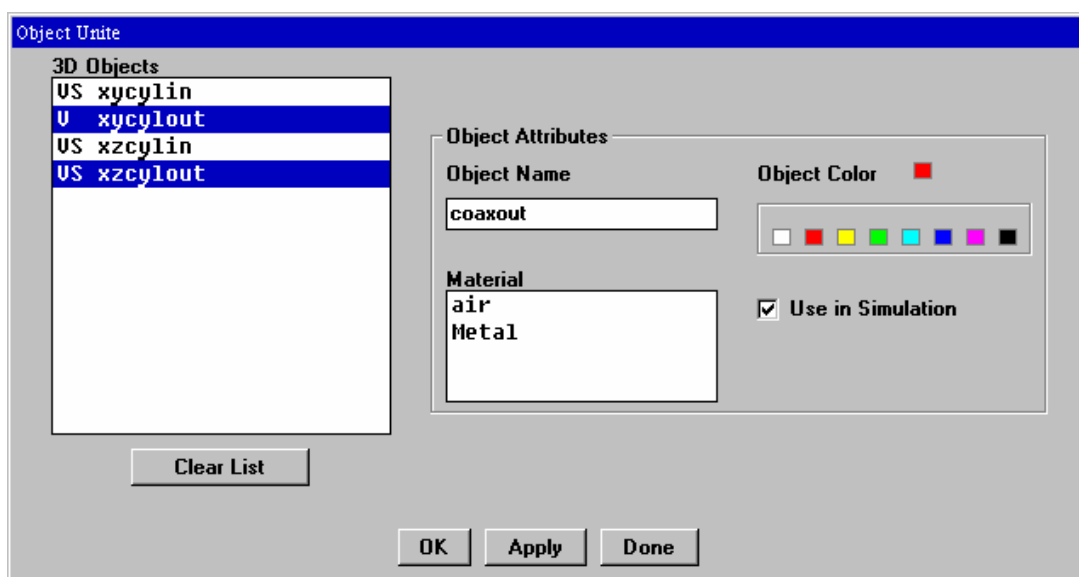 Object Unite
3D Objects
VS xycylin
V  xycylout
VS xzcylin
VS xzcylout
Clear List
Object Attributes
Object Name
coaxout
Material
air
Metal
Object Color
Use in Simulation
OK
Apply
Done